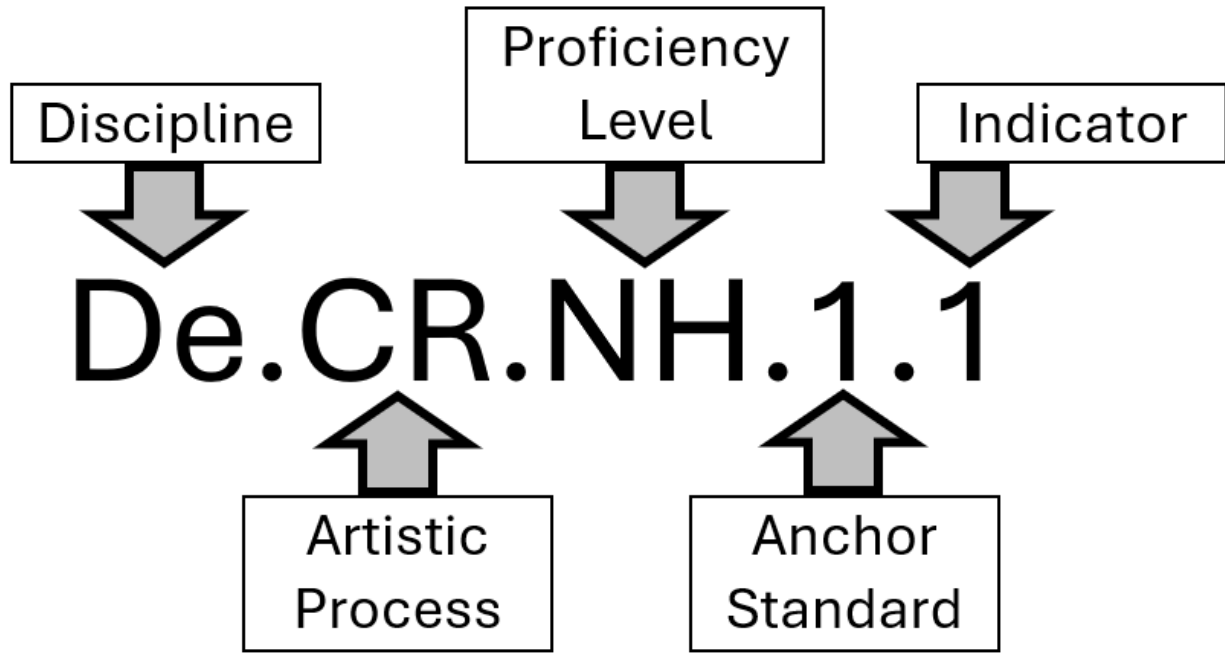 Proficiency
Level
Discipline
Indicator
De.CR.NH.1.1
Artistic
Process
Anchor
Standard